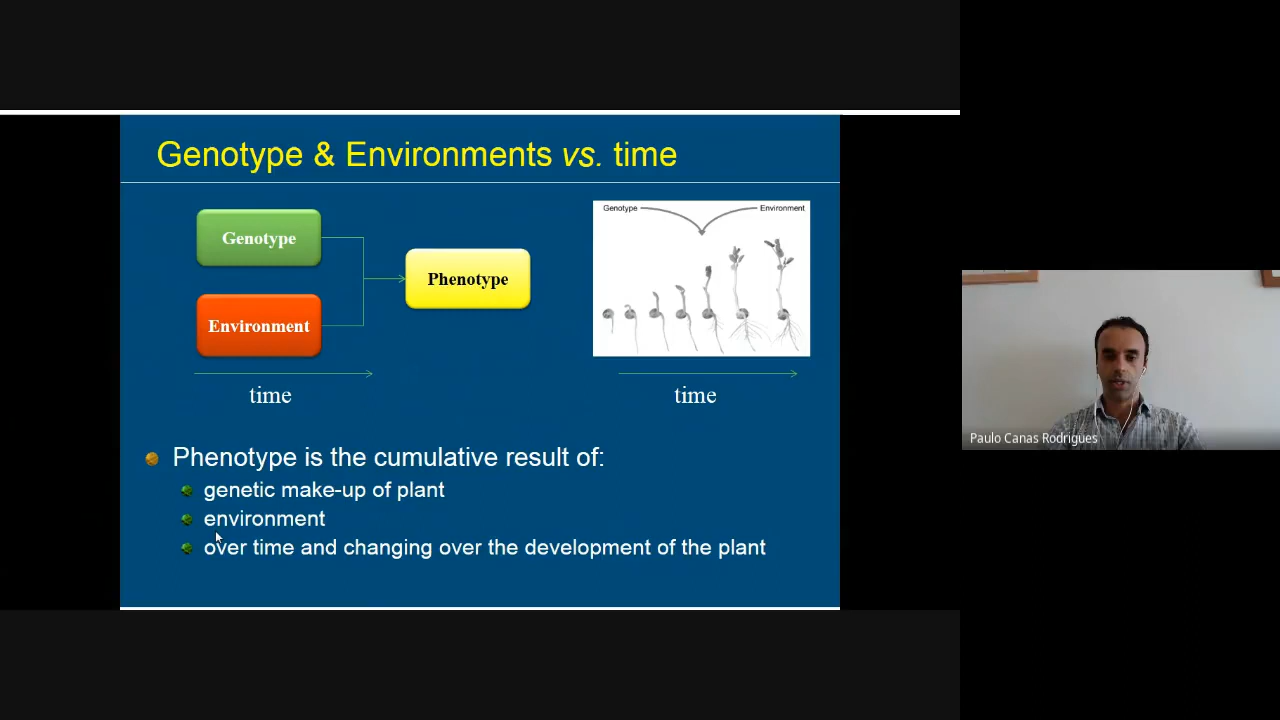 Genotype & Environments vs. time
Genotype
Environment
Phenotype
time
Genotype
Environment
time
Phenotype is the cumulative result of:
genetic make-up of plant
environment
over time and changing over the development of the plant
Paulo Canas Rodrigues